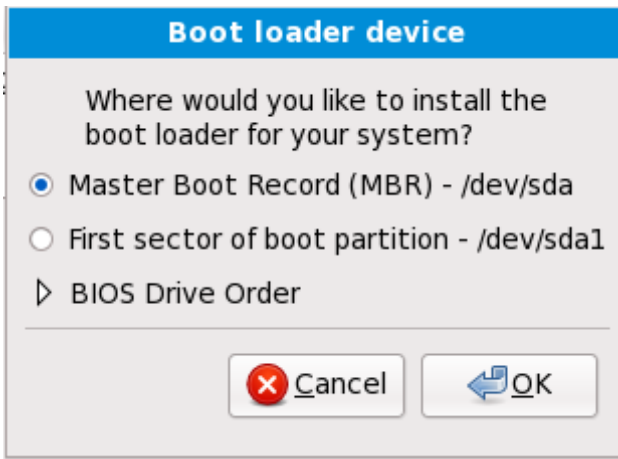 Boot loader device
Where would you like to install the
boot loader for your system?
Master Boot Record (MBR) - /dev/sda
First sector of boot partition - /dev/sda1
BIOS Drive Order
Cancel
OK